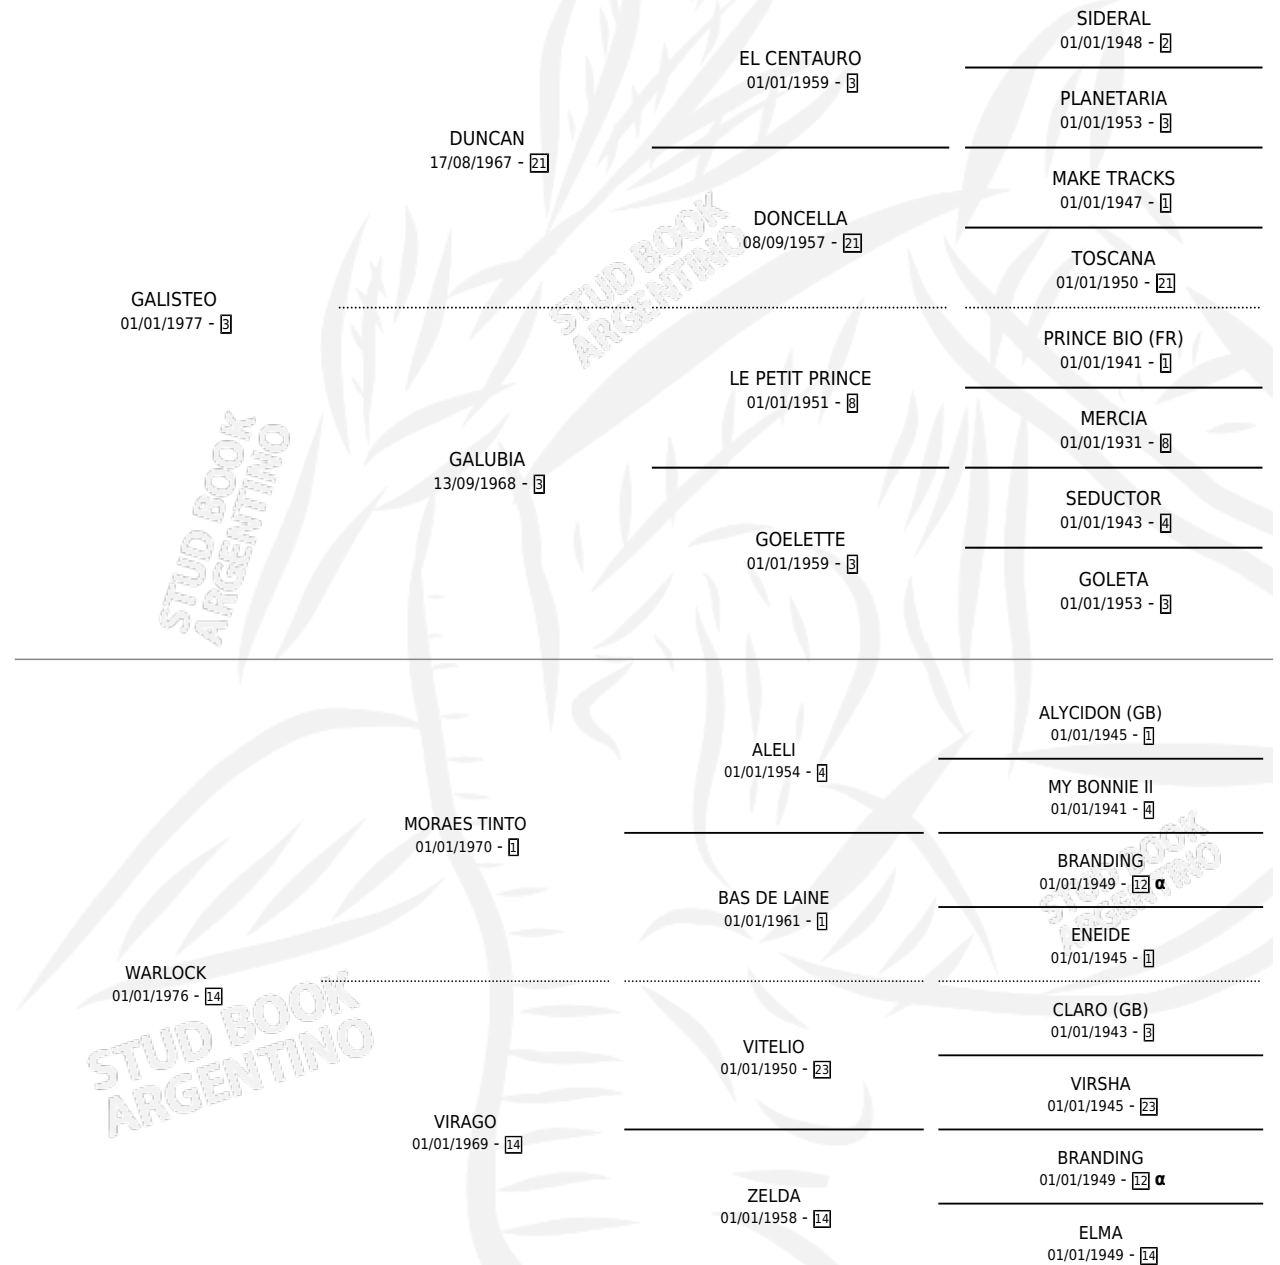 SIDERAL
01/01/1948 - 2
EL CENTAURO
01/01/1959 - 3
PLANETARIA
01/01/1953 - 3
DUNCAN
17/08/1967 - 21
MAKE TRACKS
01/01/1947 - 1
DONCELLA
08/09/1957 - 21
TOSCANA
01/01/1950 - 21
GALISTEO
01/01/1977 - 3
PRINCE BIO (FR)
01/01/1941 - 1
LE PETIT PRINCE
01/01/1951 - 8
MERCIA
01/01/1931 - 8
GALUBIA
13/09/1968 - 3
SEDUCTOR
01/01/1943 - 4
GOELETTE
01/01/1959 - 3
GOLETA
01/01/1953 - 3
ALYCIDON (GB)
01/01/1945 - 1
ALELI
01/01/1954 - 4
MY BONNIE II
01/01/1941 - 4
MORAES TINTO
01/01/1970 - 1
BRANDING
01/01/1949 - 12 α
BAS DE LAINE
01/01/1961 - 1
ENEIDE
01/01/1945 - 1
WARLOCK
01/01/1976 - 14
CLARO (GB)
01/01/1943 - 3
VITELIO
01/01/1950 - 23
VIRSHA
01/01/1945 - 23
VIRAGO
01/01/1969 - 14
BRANDING
01/01/1949 - 12 α
ZELDA
01/01/1958 - 14
ELMA
01/01/1949 - 14
STUD BOOK
ARGENTINO
STUD BOOK
ARGENTINO
STUD BOOK
ARGENTINO
STUD BOOK
ARGENTINO